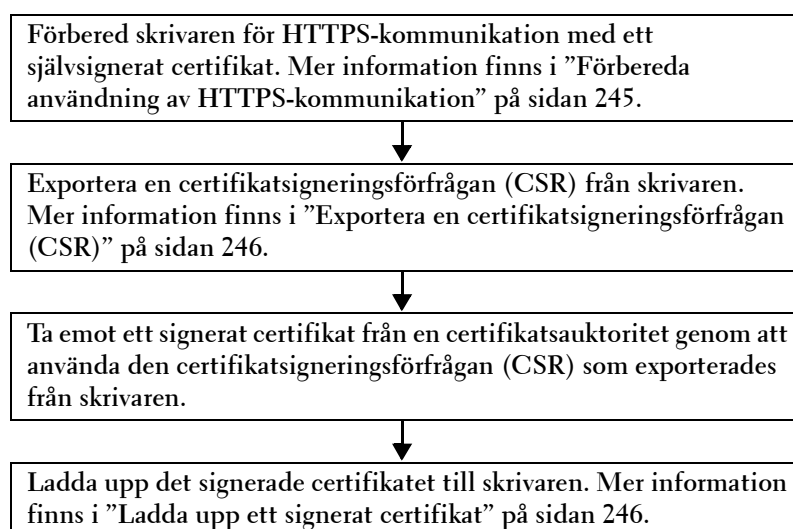 Förbered skrivaren för HTTPS-kommunikation med ett
självsignerat certifikat. Mer information finns i ”Förbereda
användning av HTTPS-kommunikation” på sidan 245.
Exportera en certifikatsigneringsförfrågan (CSR) från skrivaren.
Mer information finns i ”Exportera en certifikatsigneringsförfrågan
(CSR)” på sidan 246.
Ta emot ett signerat certifikat från en certifikatsauktoritet genom att
använda den certifikatsigneringsförfrågan (CSR) som exporterades
från skrivaren.
Ladda upp det signerade certifikatet till skrivaren. Mer information
finns i ”Ladda upp ett signerat certifikat” på sidan 246.